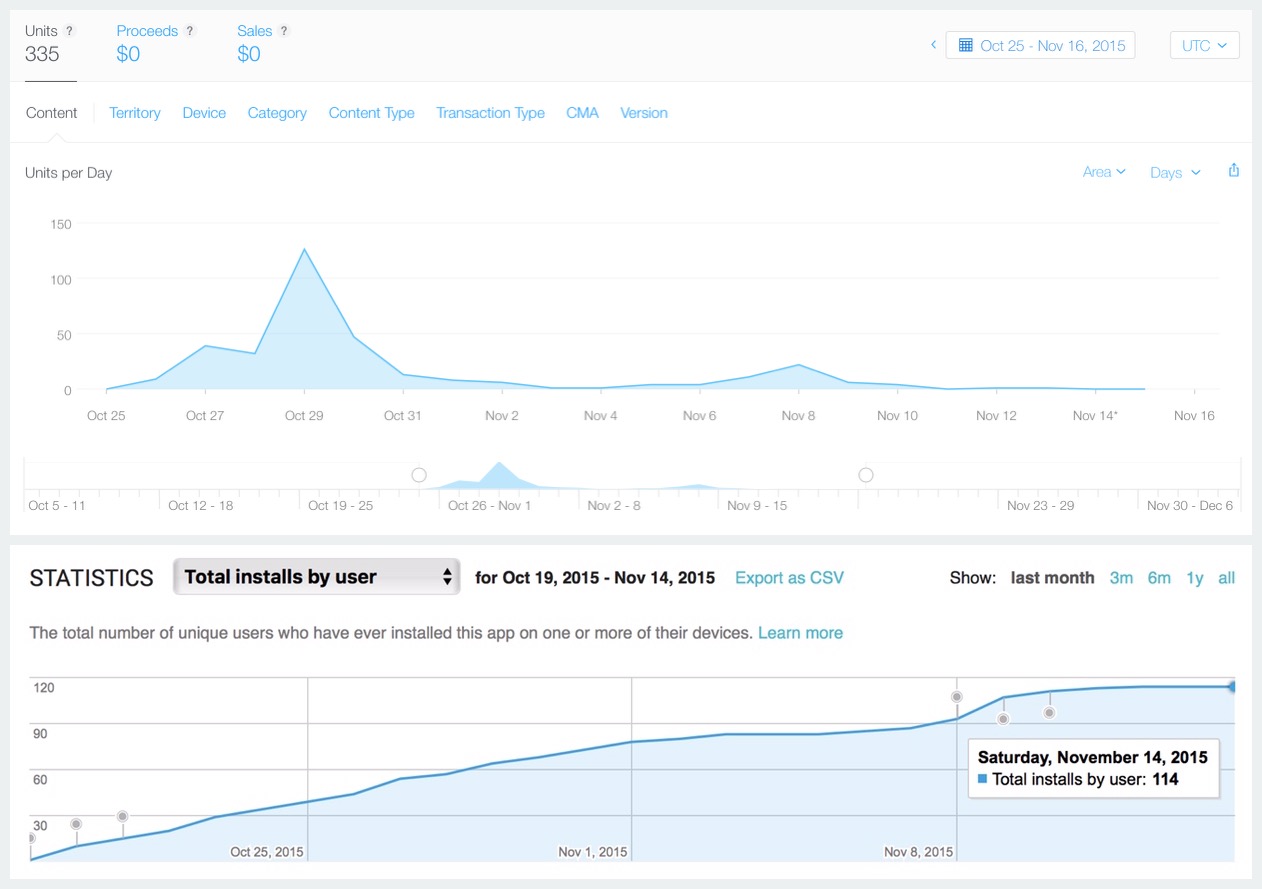 Units ? Proceeds ? Sales ?
335 $0 $0
Oct 25 - Nov 16, 2015 UTC
Content Territory Device Category Content Type Transaction Type CMA Version
Units per Day Area Days
150
100
50
0
Oct 25 Oct 27 Oct 29 Oct 31 Nov 2 Nov 4 Nov 6 Nov 8 Nov 10 Nov 12 Nov 14* Nov 16
Oct 5 - 11 Oct 12 - 18 Oct 19 - 25 Oct 26 - Nov 1 Nov 2 - 8 Nov 9 - 15 Nov 23 - 29 Nov 30 - Dec 6
STATISTICS Total installs by user for Oct 19, 2015 - Nov 14, 2015 Export as CSV Show: last month 3m 6m 1y all
The total number of unique users who have ever installed this app on one or more of their devices. Learn more
120
90
Saturday, November 14, 2015
60 Total installs by user: 114
30
Oct 25, 2015 Nov 1, 2015 Nov 8, 2015